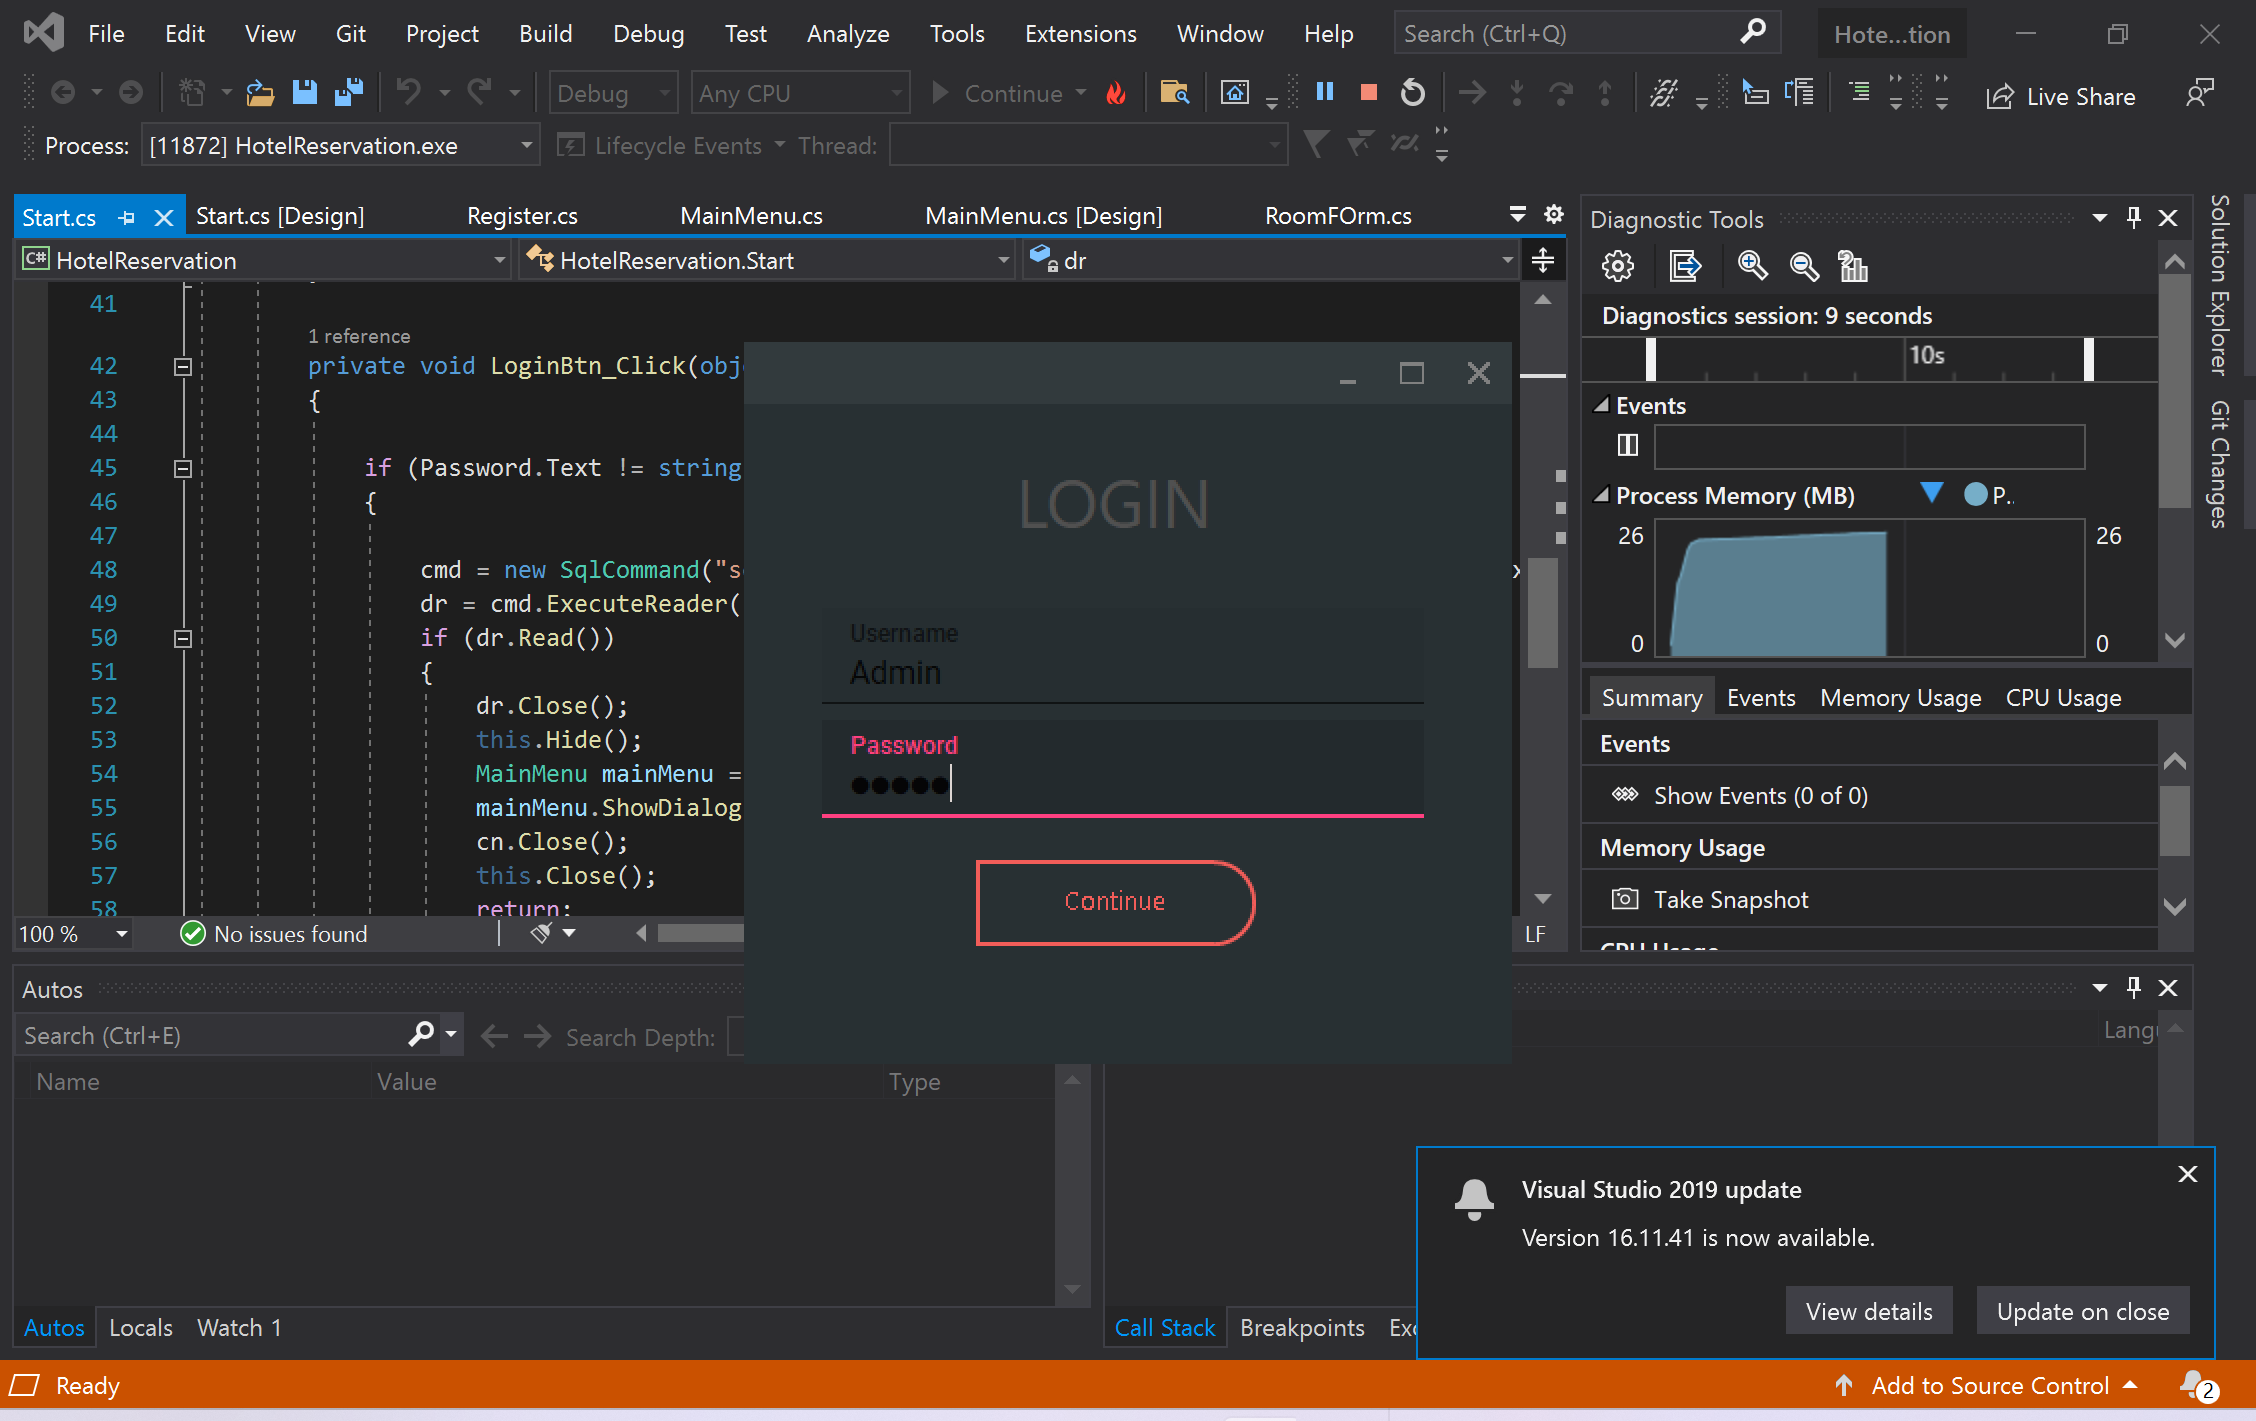 File Edit View Git Project Build Debug Test Analyze Tools Extensions Window Help Search (Ctrl+Q) Hote...tion
Debug Any CPU Continue Live Share
Process: [11872] HotelReservation.exe Lifecycle Events Thread:
Start.cs Start.cs [Design] Register.cs MainMenu.cs MainMenu.cs [Design] RoomFOrm.cs
C# HotelReservation HotelReservation.Start dr
41
1 reference
42 private void LoginBtn_Click(obj
43 {
44
45 if (Password.Text != string
46 {
47
48 cmd = new SqlCommand("s
49 dr = cmd.ExecuteReader(
50 if (dr.Read())
51 {
52 dr.Close();
53 this.Hide();
54 MainMenu mainMenu =
55 mainMenu.ShowDialog
56 cn.Close();
57 this.Close();
58 return;
100 % No issues found LF
LOGIN
Username
Admin
Password
●●●●●
Continue
Diagnostic Tools
Diagnostics session: 9 seconds
10s
Events
Process Memory (MB) P..
26 26
0 0
Summary Events Memory Usage CPU Usage
Events
Show Events (0 of 0)
Memory Usage
Take Snapshot
CPU Usage
Solution Explorer
Git Changes
Autos
Search (Ctrl+E) Search Depth:
Name Value Type
Lang
Autos Locals Watch 1
Call Stack Breakpoints Exc
Visual Studio 2019 update
Version 16.11.41 is now available.
View details Update on close
Ready Add to Source Control 2